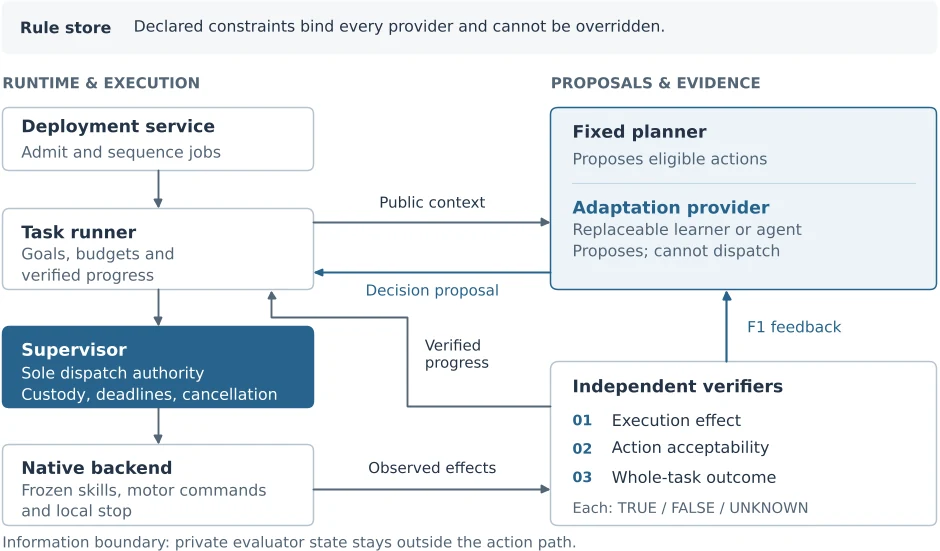 Rule store Declared constraints bind every provider and cannot be overridden.
RUNTIME & EXECUTION
Deployment service
Admit and sequence jobs
Task runner
Goals, budgets and
verified progress
Supervisor
Sole dispatch authority
Custody, deadlines, cancellation
Native backend
Frozen skills, motor commands
and local stop
Public context
Decision proposal
Verified
progress
Observed effects
PROPOSALS & EVIDENCE
Fixed planner
Proposes eligible actions
Adaptation provider
Replaceable learner or agent
Proposes; cannot dispatch
F1 feedback
Independent verifiers
01 Execution effect
02 Action acceptability
03 Whole-task outcome
Each: TRUE / FALSE / UNKNOWN
Information boundary: private evaluator state stays outside the action path.